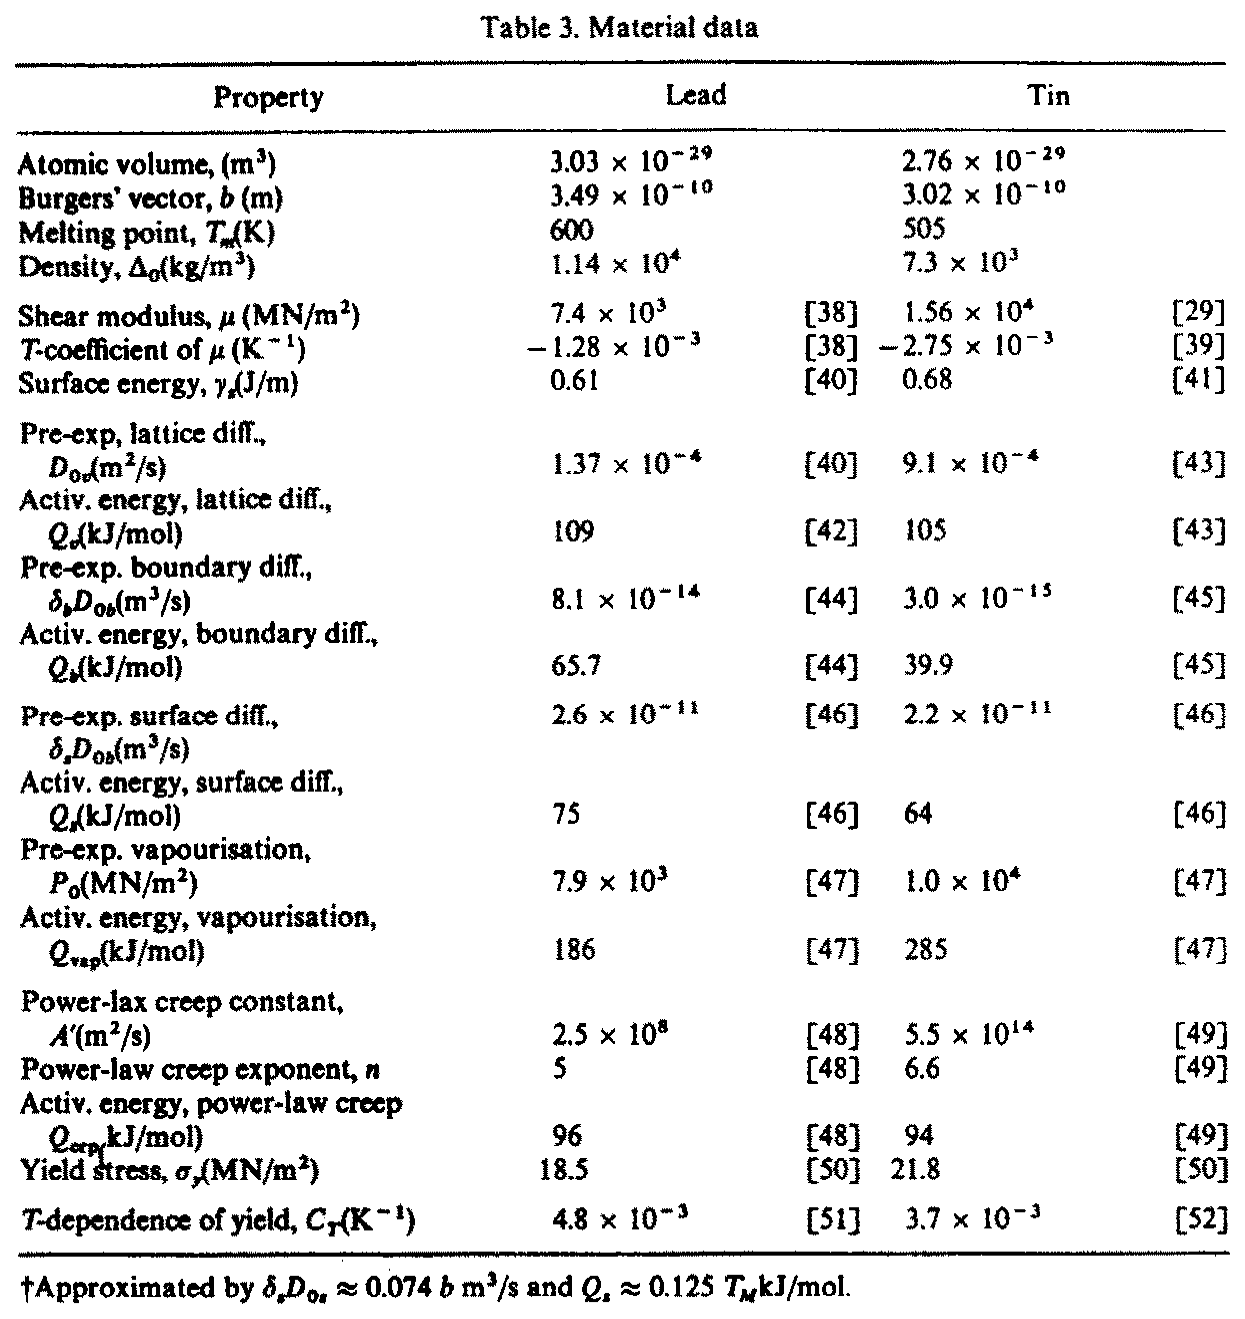 Table 3. Material data
Property Lead Tin
Atomic volume, (m³) 3.03 × 10⁻²⁹ 2.76 × 10⁻²⁹
Burgers' vector, b (m) 3.49 × 10⁻¹⁰ 3.02 × 10⁻¹⁰
Melting point, Tₘ(K) 600 505
Density, Δ₀(kg/m³) 1.14 × 10⁴ 7.3 × 10³
Shear modulus, μ (MN/m²) 7.4 × 10³ [38] 1.56 × 10⁴ [29]
T-coefficient of μ (K⁻¹) −1.28 × 10⁻³ [38] −2.75 × 10⁻³ [39]
Surface energy, γₛ(J/m) 0.61 [40] 0.68 [41]
Pre-exp, lattice diff.,
D₀ᵥ(m²/s) 1.37 × 10⁻⁴ [40] 9.1 × 10⁻⁴ [43]
Activ. energy, lattice diff.,
Qᵥ(kJ/mol) 109 [42] 105 [43]
Pre-exp. boundary diff.,
δ_bD_0b(m³/s) 8.1 × 10⁻¹⁴ [44] 3.0 × 10⁻¹⁵ [45]
Activ. energy, boundary diff.,
Q_b(kJ/mol) 65.7 [44] 39.9 [45]
Pre-exp. surface diff., 2.6 × 10⁻¹¹ [46] 2.2 × 10⁻¹¹ [46]
δₛD_0b(m³/s)
Activ. energy, surface diff.,
Qₛ(kJ/mol) 75 [46] 64 [46]
Pre-exp. vapourisation,
P₀(MN/m²) 7.9 × 10³ [47] 1.0 × 10⁴ [47]
Activ. energy, vapourisation,
Q_vap(kJ/mol) 186 [47] 285 [47]
Power-lax creep constant,
A′(m²/s) 2.5 × 10⁸ [48] 5.5 × 10¹⁴ [49]
Power-law creep exponent, n 5 [48] 6.6 [49]
Activ. energy, power-law creep
Q_crp(kJ/mol) 96 [48] 94 [49]
Yield stress, σ_y(MN/m²) 18.5 [50] 21.8 [50]
T-dependence of yield, C_T(K⁻¹) 4.8 × 10⁻³ [51] 3.7 × 10⁻³ [52]
†Approximated by δₛD₀ₛ ≈ 0.074 b m³/s and Qₛ ≈ 0.125 T_M kJ/mol.